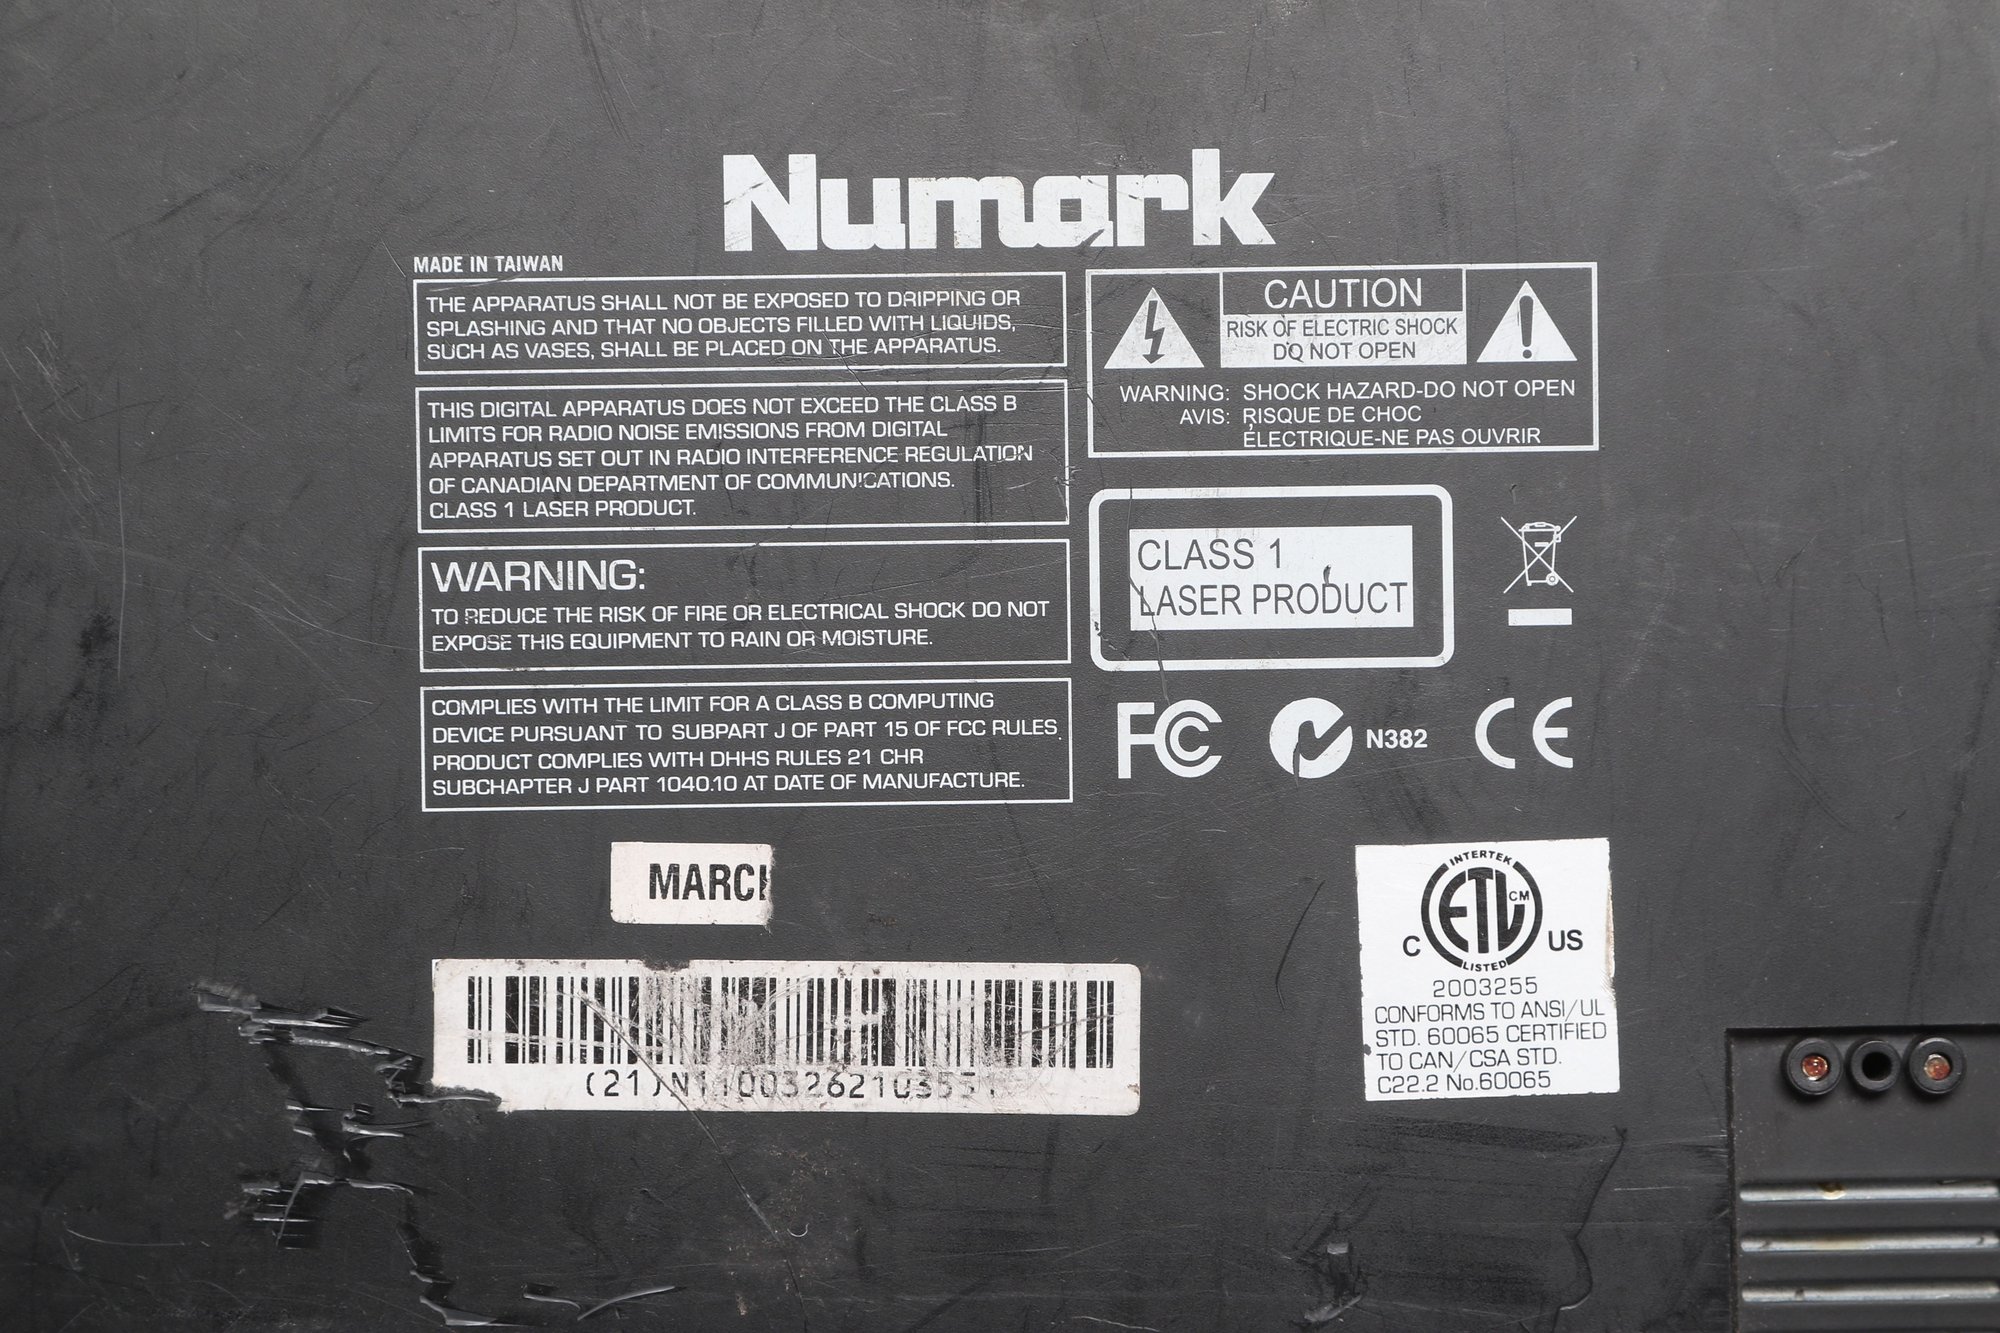 Numark
MADE IN TAIWAN
THE APPARATUS SHALL NOT BE EXPOSED TO DRIPPING OR
SPLASHING AND THAT NO OBJECTS FILLED WITH LIQUIDS,
SUCH AS VASES, SHALL BE PLACED ON THE APPARATUS.
THIS DIGITAL APPARATUS DOES NOT EXCEED THE CLASS B
LIMITS FOR RADIO NOISE EMISSIONS FROM DIGITAL
APPARATUS SET OUT IN RADIO INTERFERENCE REGULATION
OF CANADIAN DEPARTMENT OF COMMUNICATIONS.
CLASS 1 LASER PRODUCT.
WARNING:
TO REDUCE THE RISK OF FIRE OR ELECTRICAL SHOCK DO NOT
EXPOSE THIS EQUIPMENT TO RAIN OR MOISTURE.
COMPLIES WITH THE LIMIT FOR A CLASS B COMPUTING
DEVICE PURSUANT TO SUBPART J OF PART 15 OF FCC RULES.
PRODUCT COMPLIES WITH DHHS RULES 21 CHR
SUBCHAPTER J PART 1040.10 AT DATE OF MANUFACTURE.
CAUTION
RISK OF ELECTRIC SHOCK
DO NOT OPEN
WARNING: SHOCK HAZARD-DO NOT OPEN
AVIS: RISQUE DE CHOC
ÉLECTRIQUE-NE PAS OUVRIR
CLASS 1
LASER PRODUCT
FC N382 CE
MARCH
INTERTEK
ETL CM
LISTED
C US
2003255
CONFORMS TO ANSI/UL
STD. 60065 CERTIFIED
TO CAN/CSA STD.
C22.2 No.60065